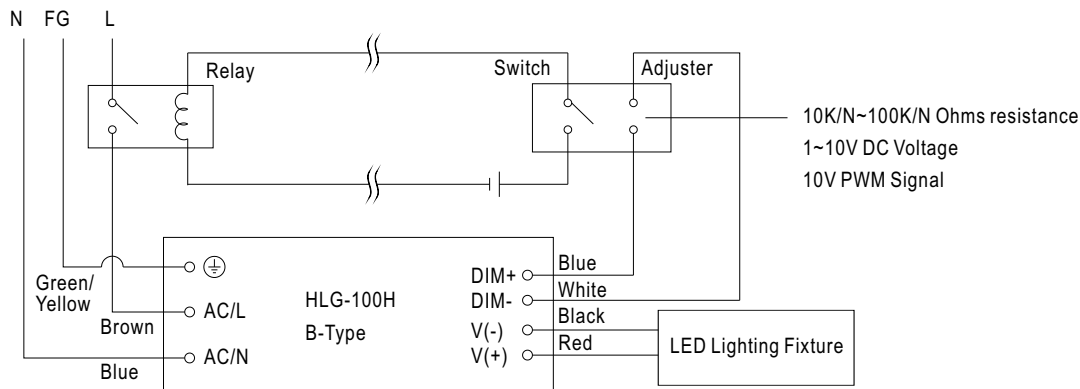 N FG L
Relay
Switch
Adjuster
10K/N~100K/N Ohms resistance
1~10V DC Voltage
10V PWM Signal
Green/
Yellow
Brown
Blue
AC/L
AC/N
HLG-100H
B-Type
DIM+
DIM-
V(-)
V(+)
Blue
White
Black
Red
LED Lighting Fixture